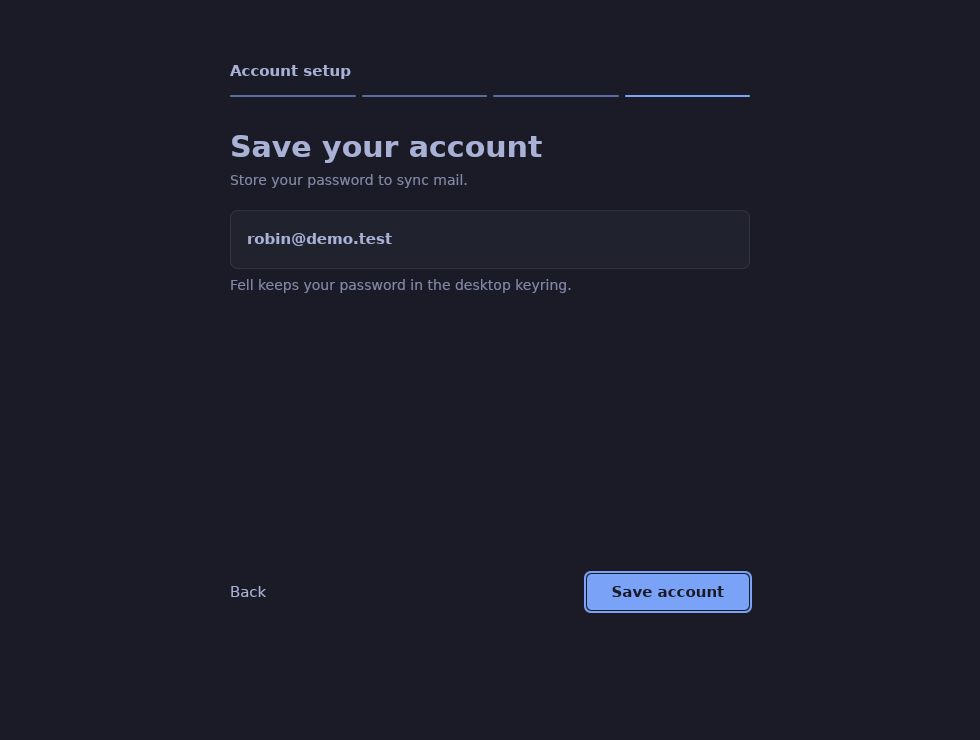 Account setup
Save your account
Store your password to sync mail.
robin@demo.test
Fell keeps your password in the desktop keyring.
Back
Save account